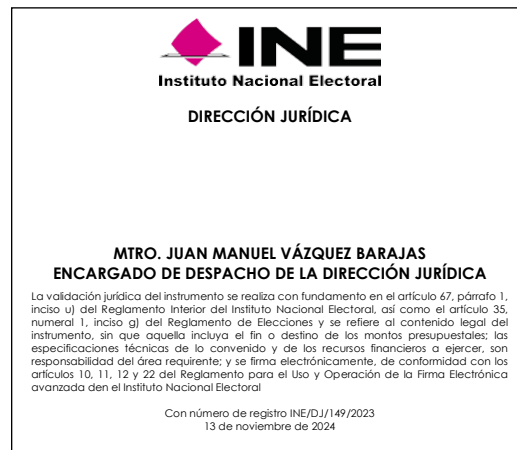 INE
Instituto Nacional Electoral
DIRECCIÓN JURÍDICA
MTRO. JUAN MANUEL VÁZQUEZ BARAJAS
ENCARGADO DE DESPACHO DE LA DIRECCIÓN JURÍDICA
La validación jurídica del instrumento se realiza con fundamento en el artículo 67, párrafo 1,
inciso u) del Reglamento Interior del Instituto Nacional Electoral, así como el artículo 35,
numeral 1, inciso g) del Reglamento de Elecciones y se refiere al contenido legal del
instrumento, sin que aquella incluya el fin o destino de los montos presupuestales; las
especificaciones técnicas de lo convenido y de los recursos financieros a ejercer, son
responsabilidad del área requirente; y se firma electrónicamente, de conformidad con los
artículos 10, 11, 12 y 22 del Reglamento para el Uso y Operación de la Firma Electrónica
avanzada den el Instituto Nacional Electoral
Con número de registro INE/DJ/149/2023
13 de noviembre de 2024